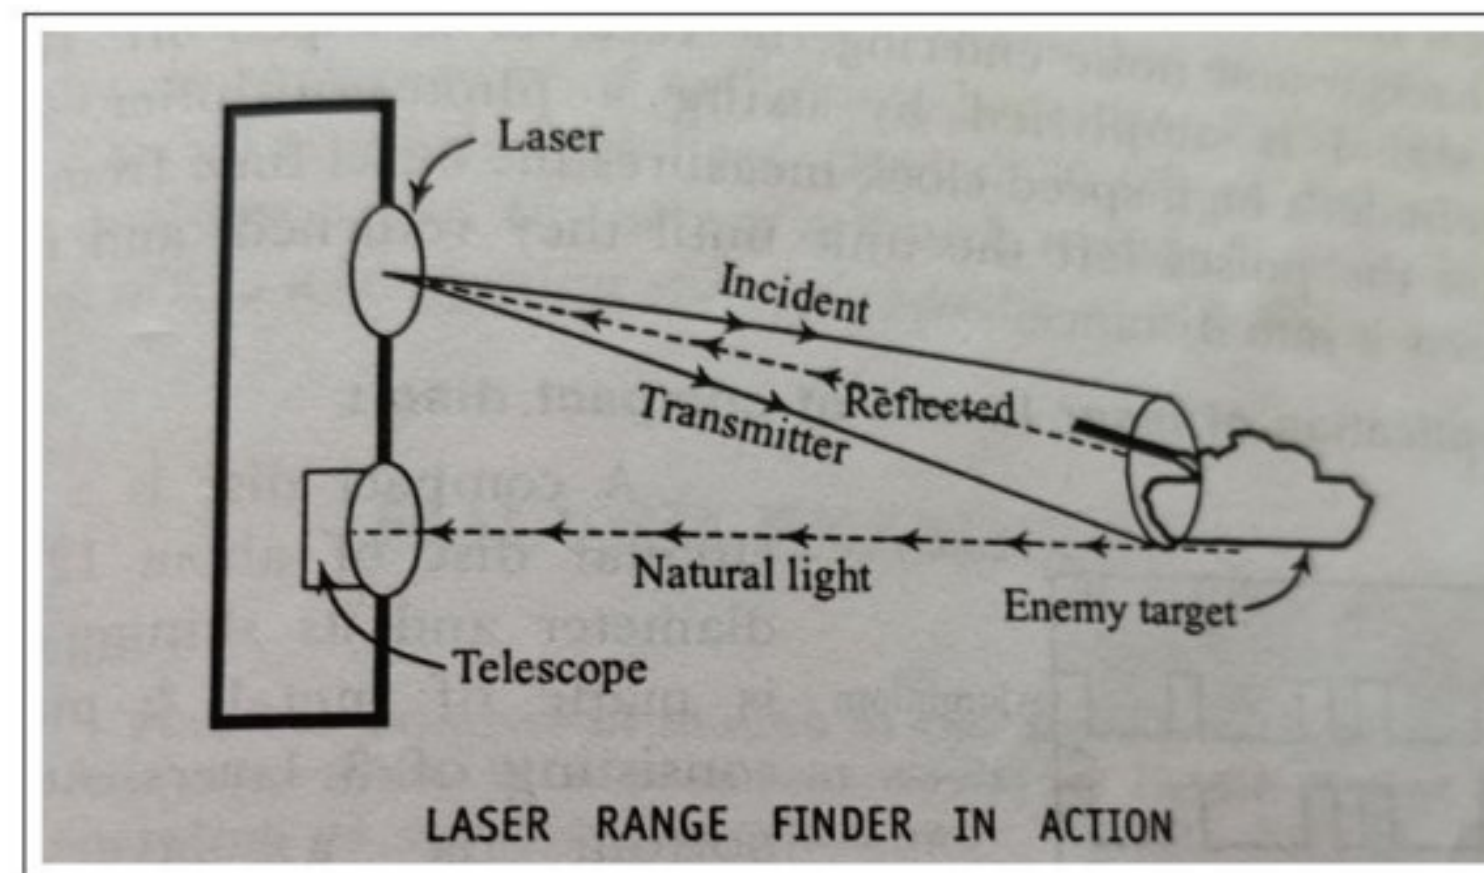 Laser
Incident
Reflected
Transmitter
Natural light
Enemy target
Telescope
LASER RANGE FINDER IN ACTION